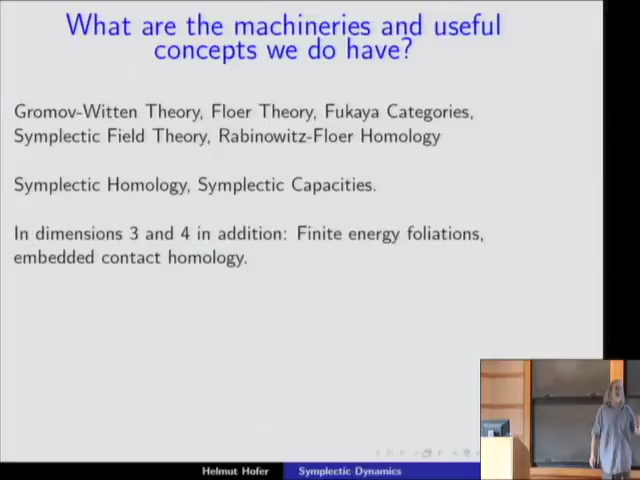 What are the machineries and useful
concepts we do have?
Gromov-Witten Theory, Floer Theory, Fukaya Categories,
Symplectic Field Theory, Rabinowitz-Floer Homology
Symplectic Homology, Symplectic Capacities.
In dimensions 3 and 4 in addition: Finite energy foliations,
embedded contact homology.
Helmut Hofer
Symplectic Dynamics